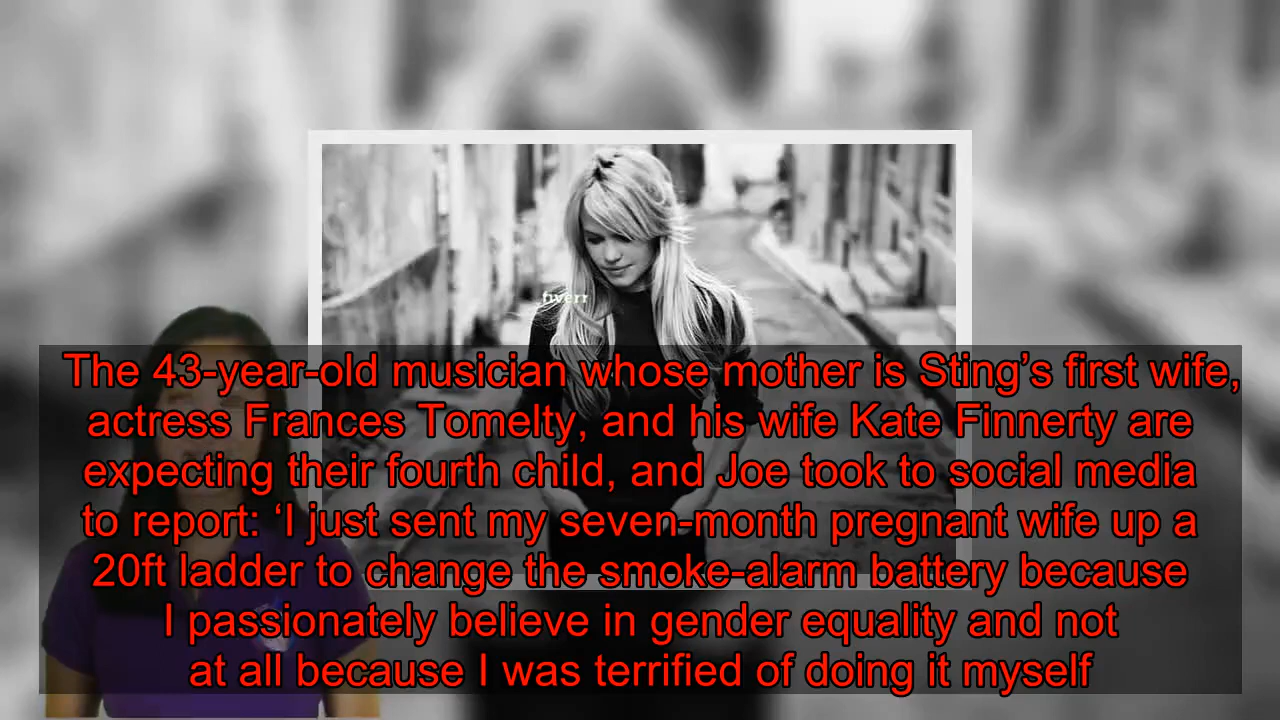 fiverr
The 43-year-old musician whose mother is Sting’s first wife,
actress Frances Tomelty, and his wife Kate Finnerty are
expecting their fourth child, and Joe took to social media
to report: ‘I just sent my seven-month pregnant wife up a
20ft ladder to change the smoke-alarm battery because
I passionately believe in gender equality and not
at all because I was terrified of doing it myself